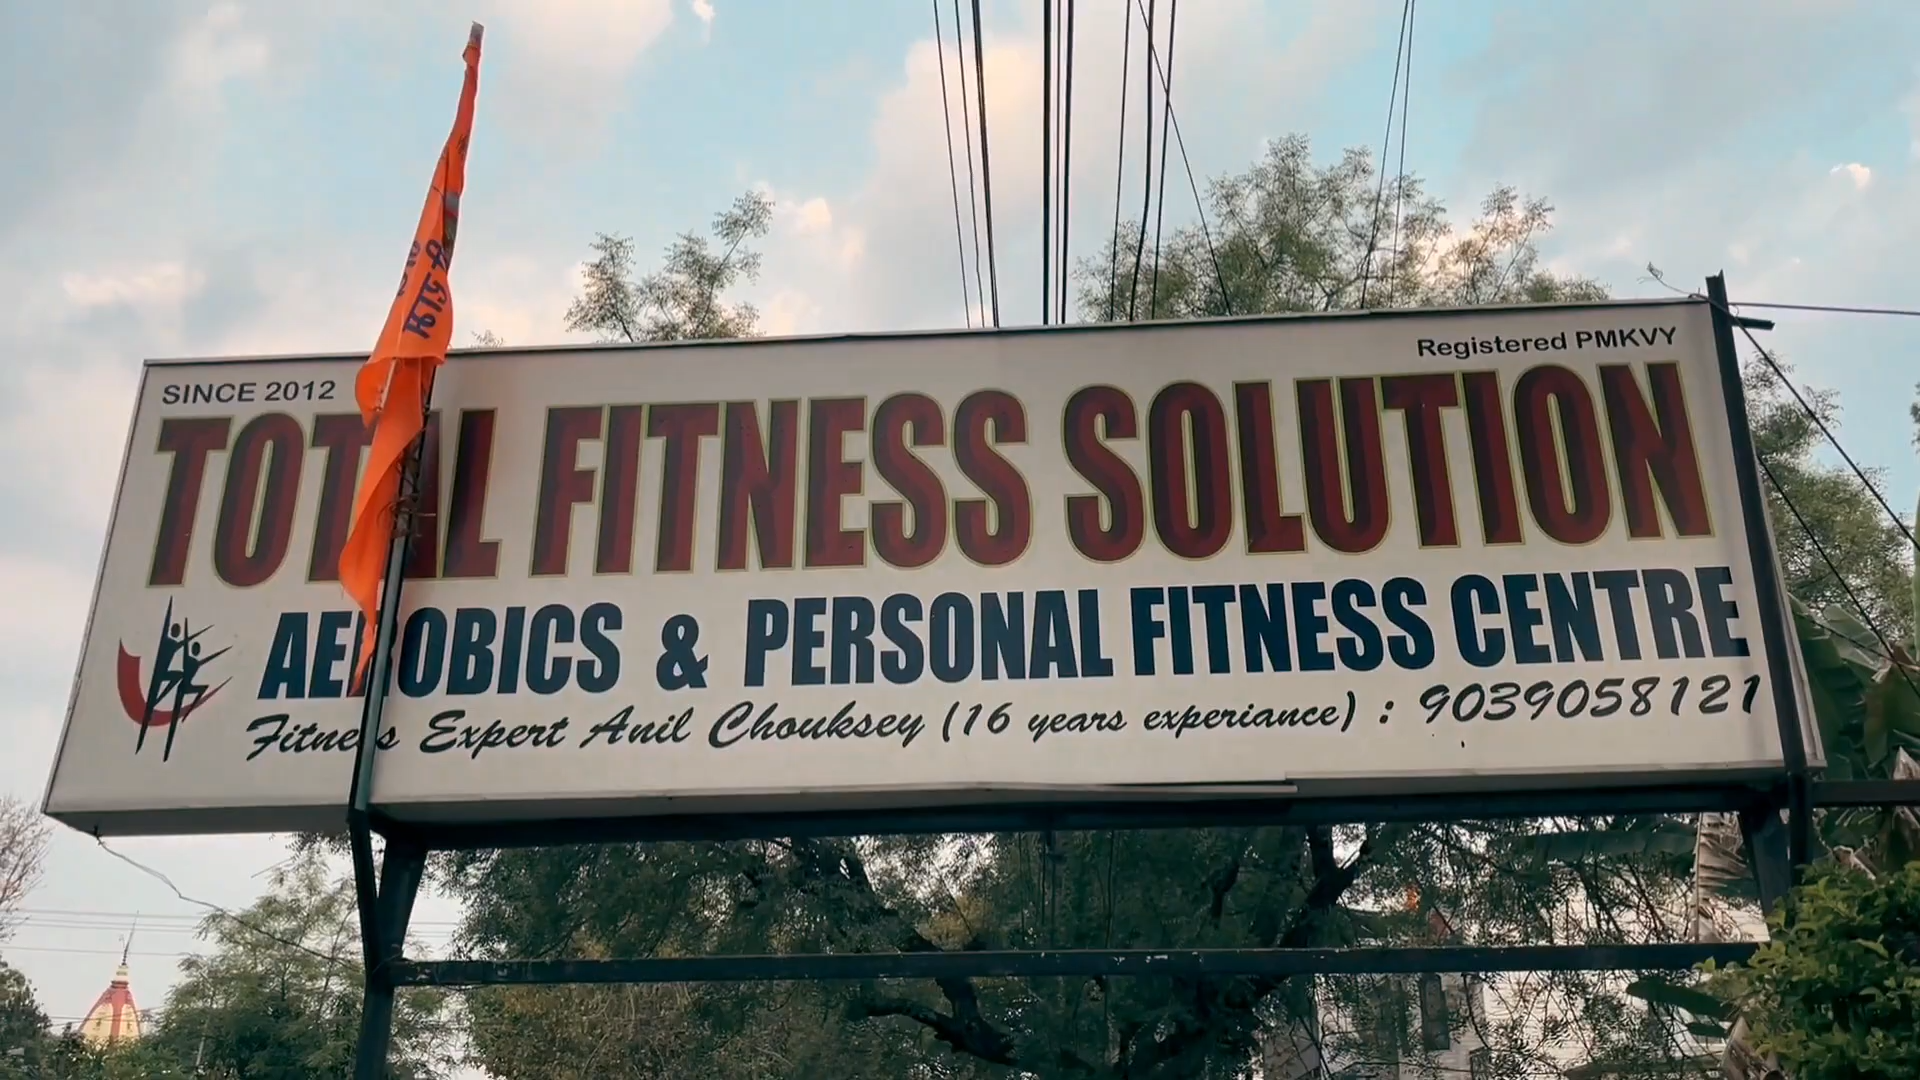 SINCE 2012
Registered PMKVY
TOTAL FITNESS SOLUTION
AEROBICS & PERSONAL FITNESS CENTRE
Fitness Expert Anil Chouksey (16 years experiance) : 9039058121